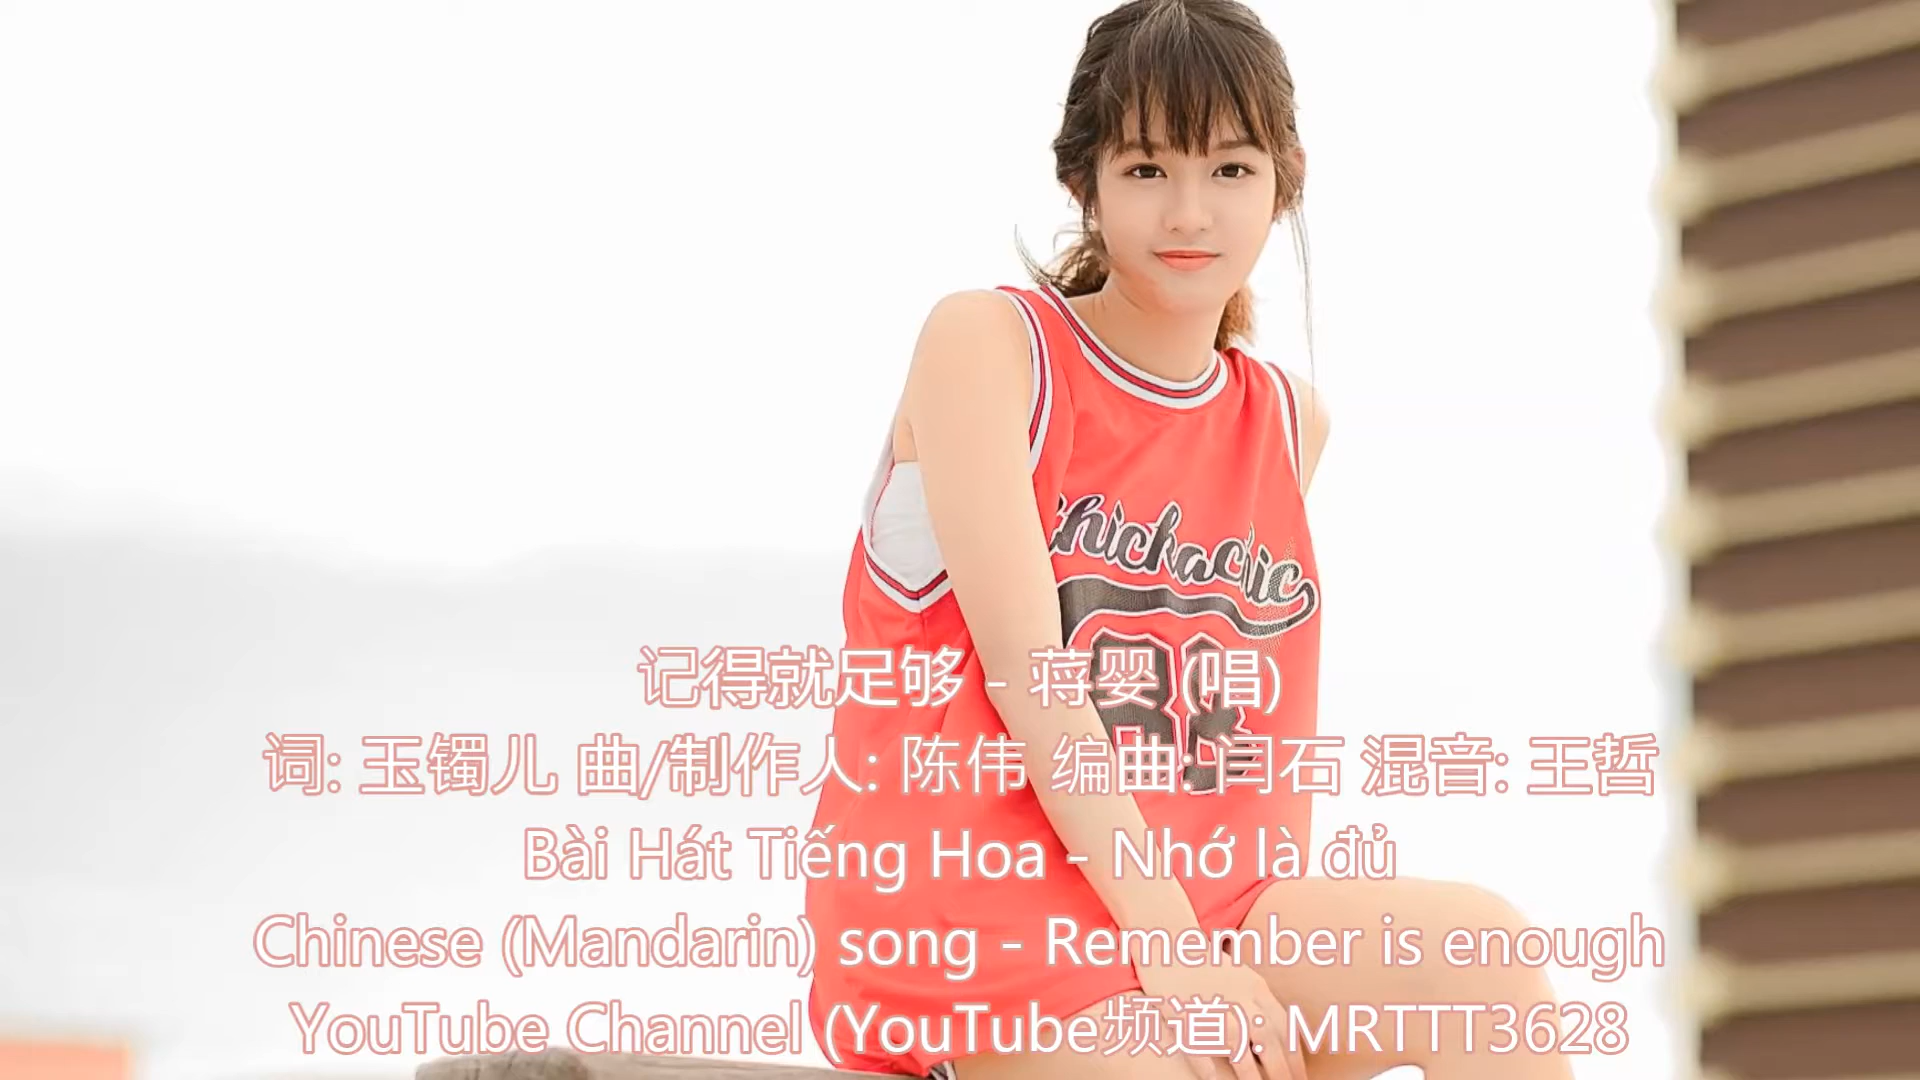 chickachic
记得就足够 - 蒋婴 (唱)
词: 玉镯儿 曲/制作人: 陈伟 编曲: 闫石 混音: 王哲
Bài Hát Tiếng Hoa - Nhớ là đủ
Chinese (Mandarin) song - Remember is enough
YouTube Channel (YouTube频道): MRTTT3628